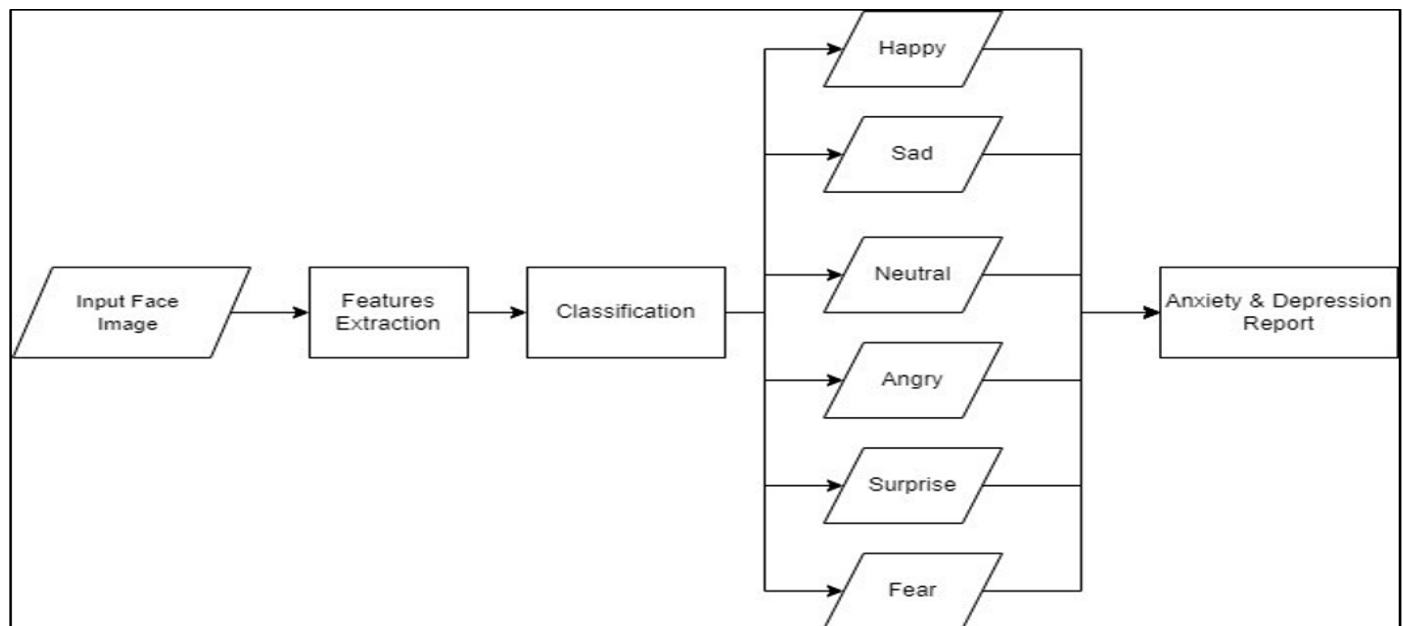 Input Face
Image
Features
Extraction
Classification
Happy
Sad
Neutral
Angry
Surprise
Fear
Anxiety & Depression
Report